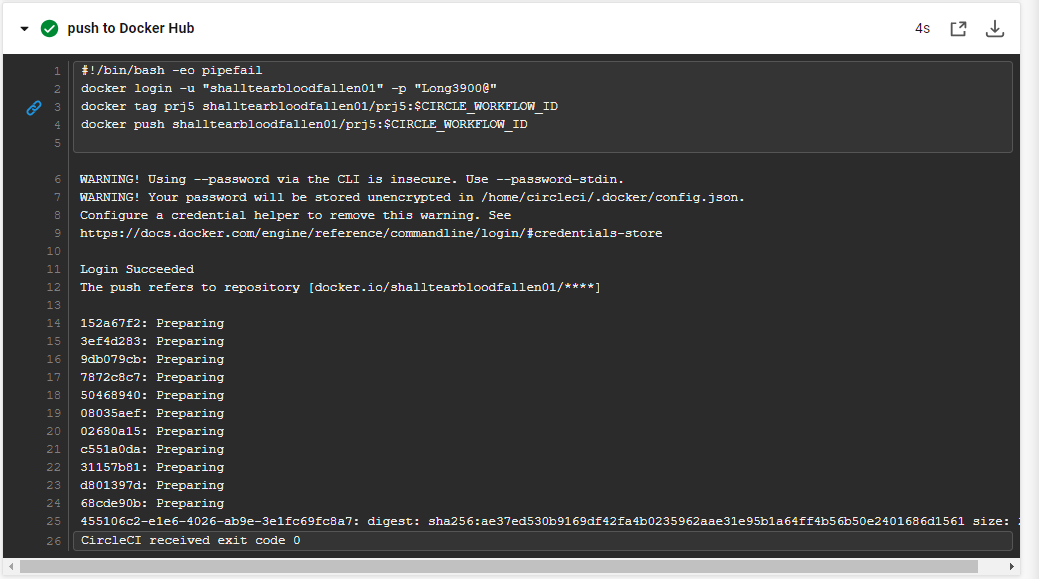 push to Docker Hub 4s
1 #!/bin/bash -eo pipefail
2 docker login -u "shalltearbloodfallen01" -p "Long3900@"
3 docker tag prj5 shalltearbloodfallen01/prj5:$CIRCLE_WORKFLOW_ID
4 docker push shalltearbloodfallen01/prj5:$CIRCLE_WORKFLOW_ID
5
6 WARNING! Using --password via the CLI is insecure. Use --password-stdin.
7 WARNING! Your password will be stored unencrypted in /home/circleci/.docker/config.json.
8 Configure a credential helper to remove this warning. See
9 https://docs.docker.com/engine/reference/commandline/login/#credentials-store
10
11 Login Succeeded
12 The push refers to repository [docker.io/shalltearbloodfallen01/****]
13
14 152a67f2: Preparing
15 3ef4d283: Preparing
16 9db079cb: Preparing
17 7872c8c7: Preparing
18 50468940: Preparing
19 08035aef: Preparing
20 02680a15: Preparing
21 c551a0da: Preparing
22 31157b81: Preparing
23 d801397d: Preparing
24 68cde90b: Preparing
25 455106c2-e1e6-4026-ab9e-3e1fc69fc8a7: digest: sha256:ae37ed530b9169df42fa4b0235962aae31e95b1a64ff4b56b50e2401686d1561 size:
26 CircleCI received exit code 0